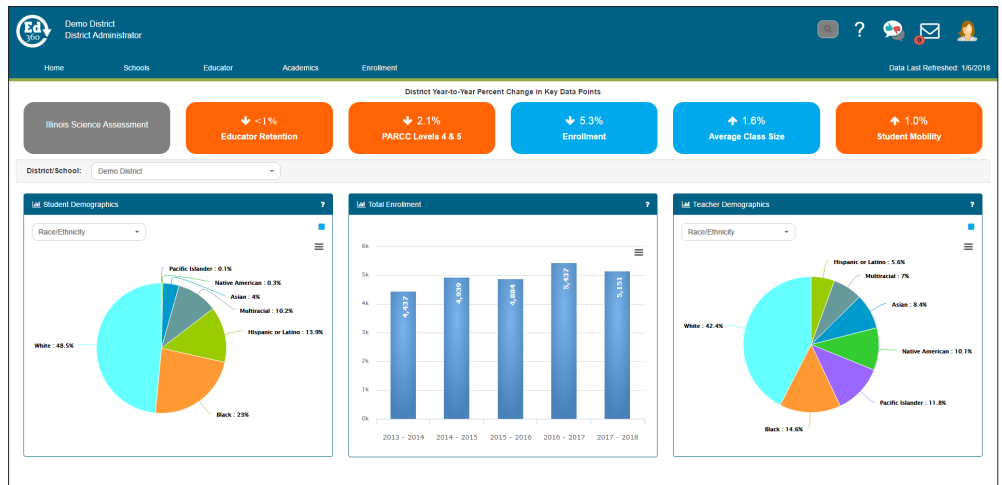 Ed
360
Demo District
District Administrator
?
0
Home Schools Educator Academics Enrollment Data Last Refreshed: 1/6/2018
District Year-to-Year Percent Change in Key Data Points
Illinois Science Assessment
<1%
Educator Retention
2.1%
PARCC Levels 4 & 5
5.3%
Enrollment
1.6%
Average Class Size
1.0%
Student Mobility
District/School: Demo District
Student Demographics ?
Race/Ethnicity
Pacific Islander : 0.1%
Native American : 0.3%
Asian : 4%
Multiracial : 10.2%
Hispanic or Latino : 13.9%
White : 48.5%
Black : 23%
Total Enrollment ?
6k
5k
4k
3k
2k
1k
0k
4,437
4,939
4,884
5,437
5,151
2013 - 2014 2014 - 2015 2015 - 2016 2016 - 2017 2017 - 2018
Teacher Demographics ?
Race/Ethnicity
Hispanic or Latino : 5.6%
Multiracial : 7%
Asian : 8.4%
White : 42.4%
Native American : 10.1%
Pacific Islander : 11.8%
Black : 14.6%